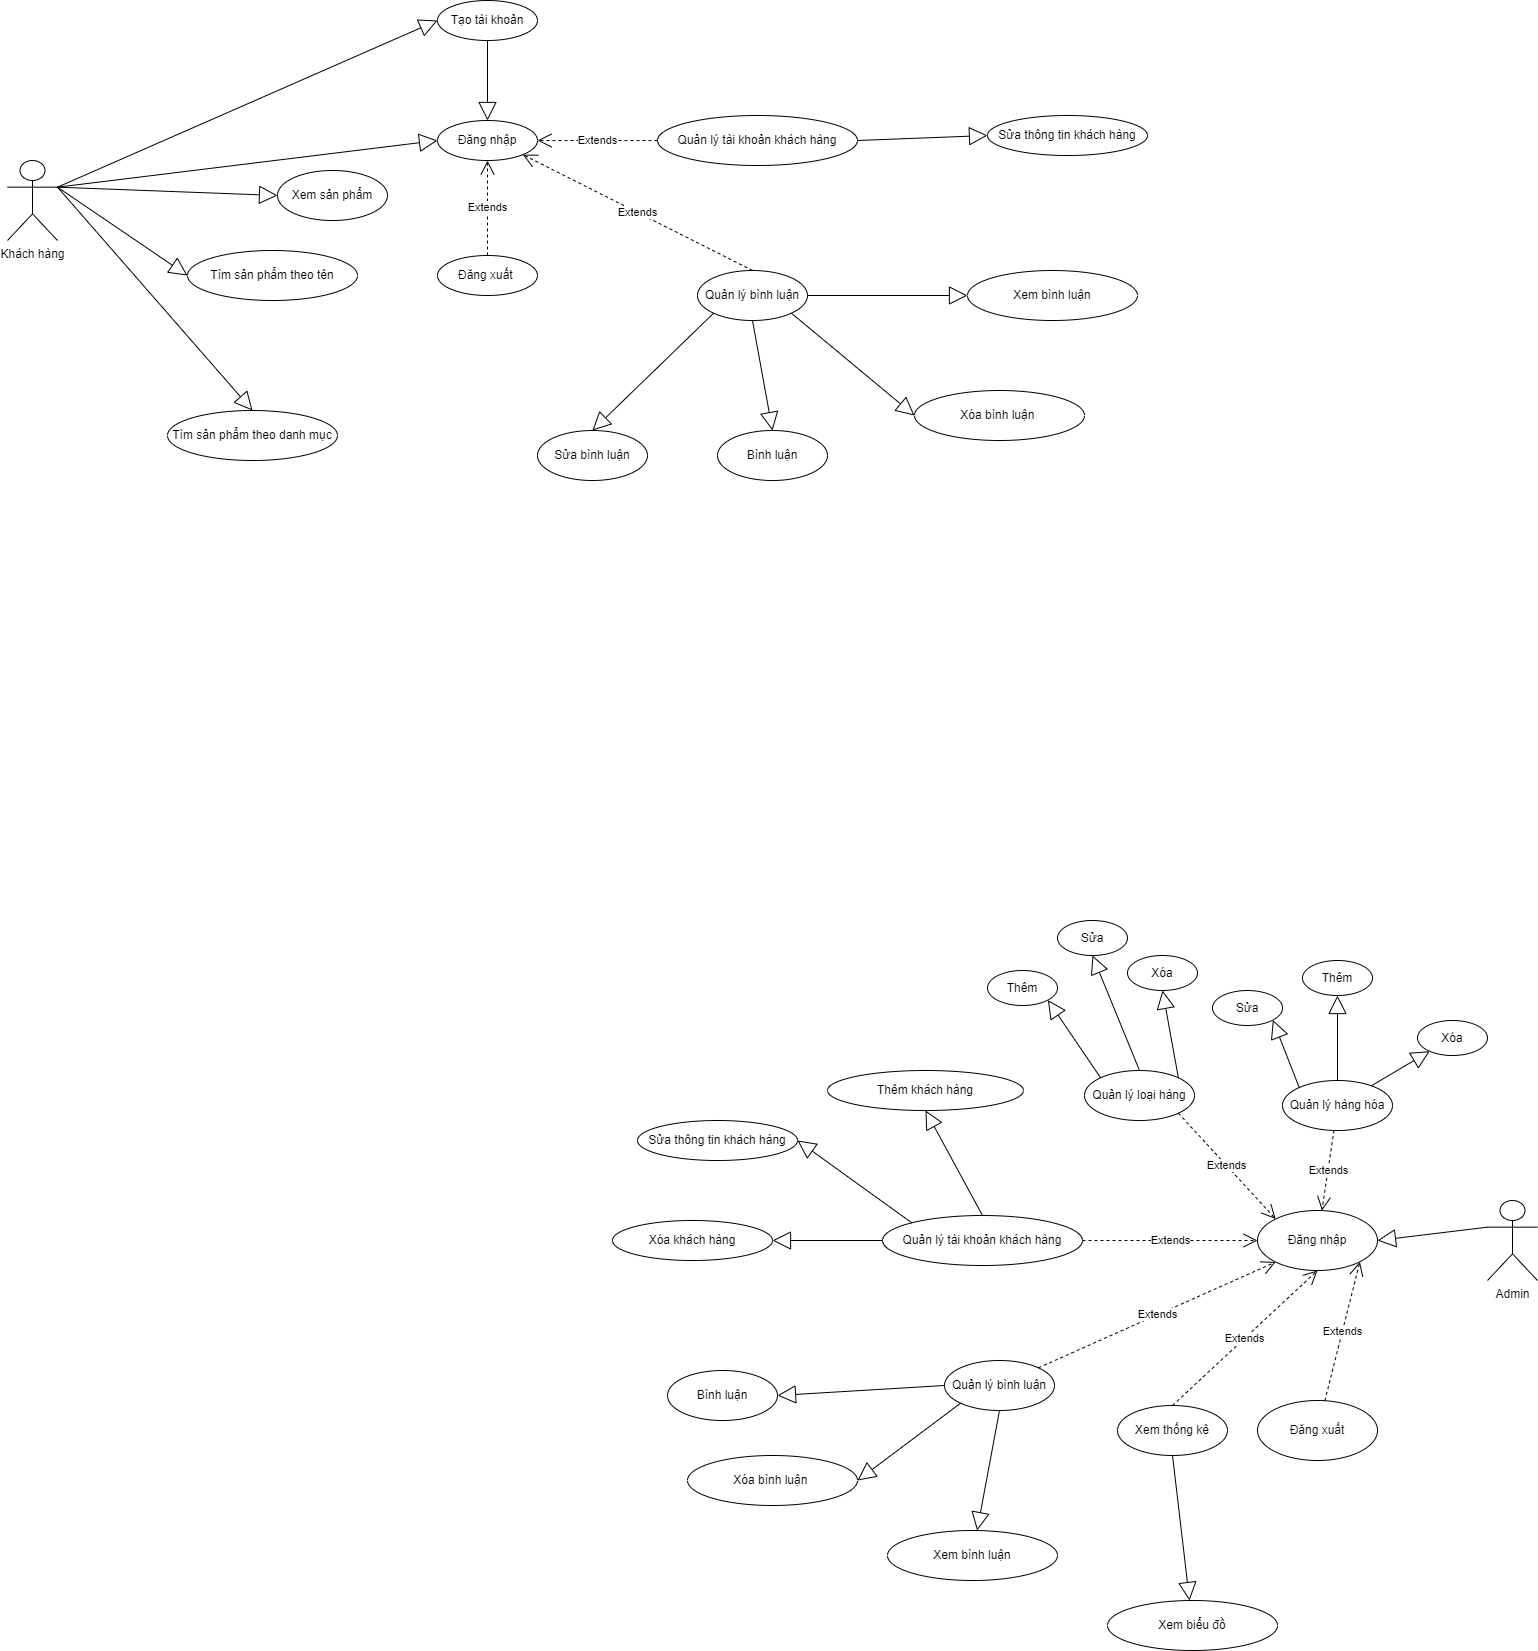 Tạo tài khoản
Đăng nhập
Extends
Quản lý tài khoản khách hàng
Sửa thông tin khách hàng
Xem sản phẩm
Extends
Extends
Khách hàng
Tìm sản phẩm theo tên
Đăng xuất
Quản lý bình luận
Xem bình luận
Xóa bình luận
Tìm sản phẩm theo danh mục
Sửa bình luận
Bình luận
Sửa
Xóa
Thêm
Thêm
Sửa
Xóa
Thêm khách hàng
Quản lý loại hàng
Quản lý hàng hóa
Sửa thông tin khách hàng
Extends
Extends
Xóa khách hàng
Quản lý tài khoản khách hàng
Extends
Đăng nhập
Admin
Extends
Extends
Extends
Bình luận
Quản lý bình luận
Xem thống kê
Đăng xuất
Xóa bình luận
Xem bình luận
Xem biểu đồ